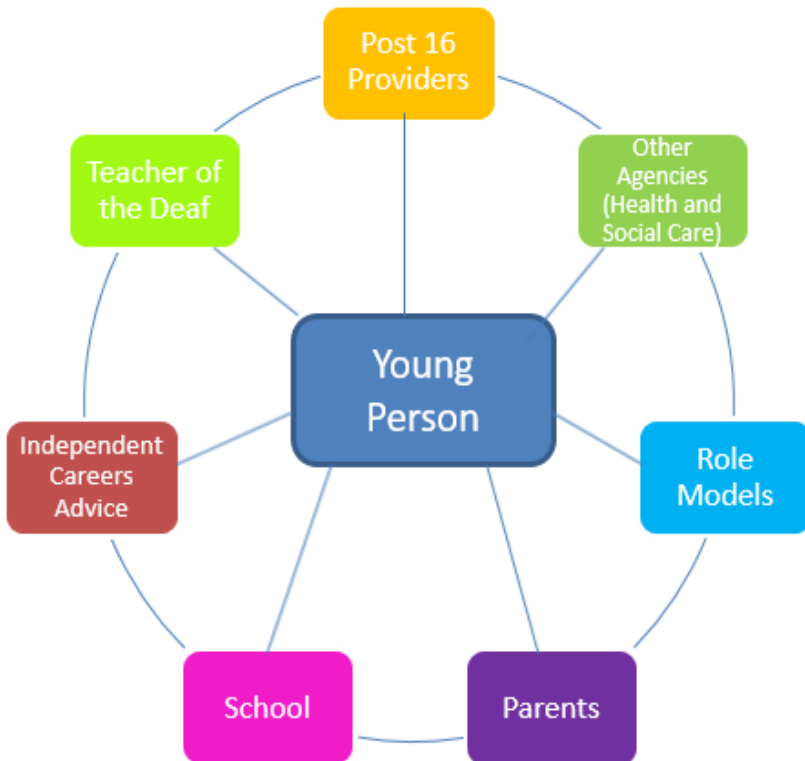 Post 16
Providers
Other
Agencies
(Health and
Social Care)
Role
Models
Parents
School
Independent
Careers
Advice
Teacher of
the Deaf
Young
Person